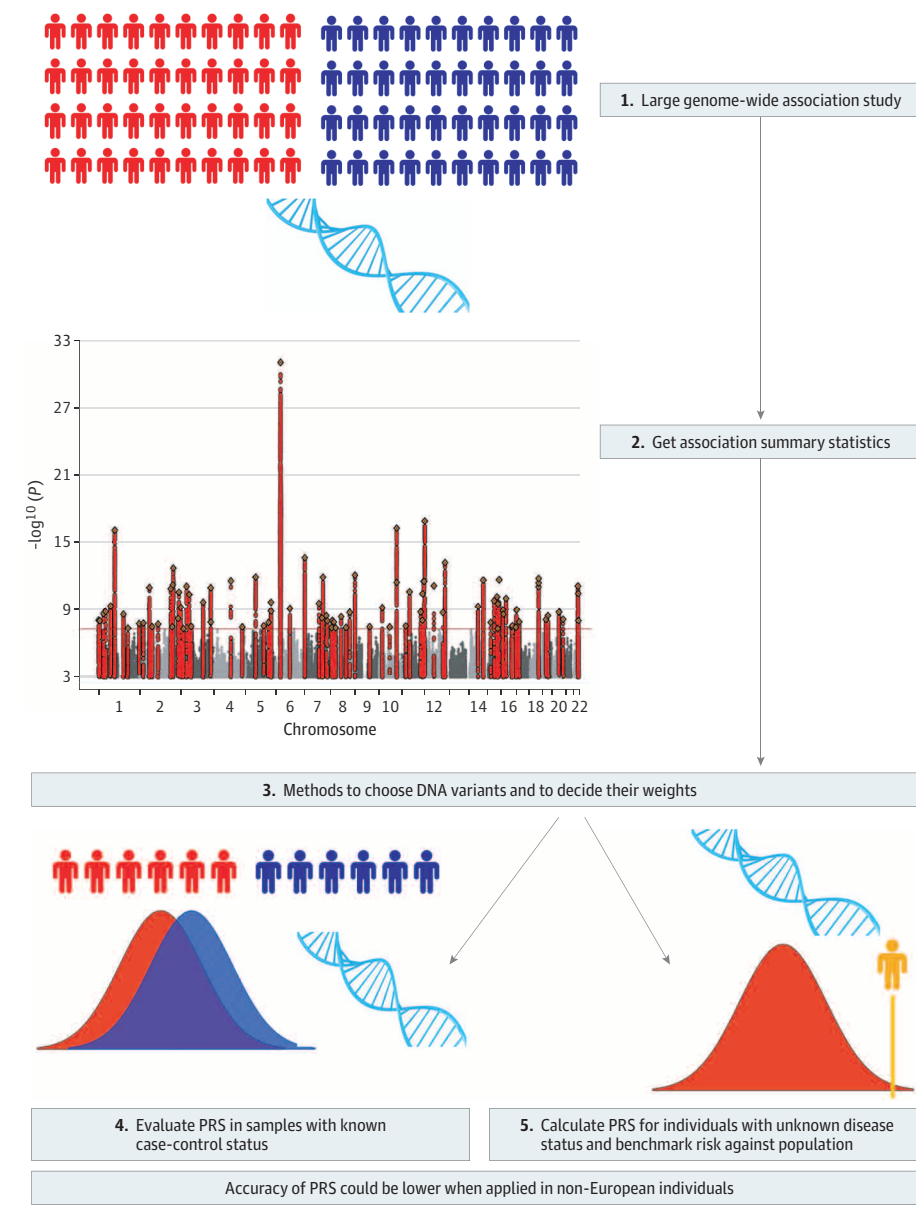 1. Large genome-wide association study
33
27
2. Get association summary statistics
21
-log10 (P)
15
9
3
1 2 3 4 5 6 7 8 9 10 12 14 16 18 20 22
Chromosome
3. Methods to choose DNA variants and to decide their weights
4. Evaluate PRS in samples with known
case-control status
5. Calculate PRS for individuals with unknown disease
status and benchmark risk against population
Accuracy of PRS could be lower when applied in non-European individuals